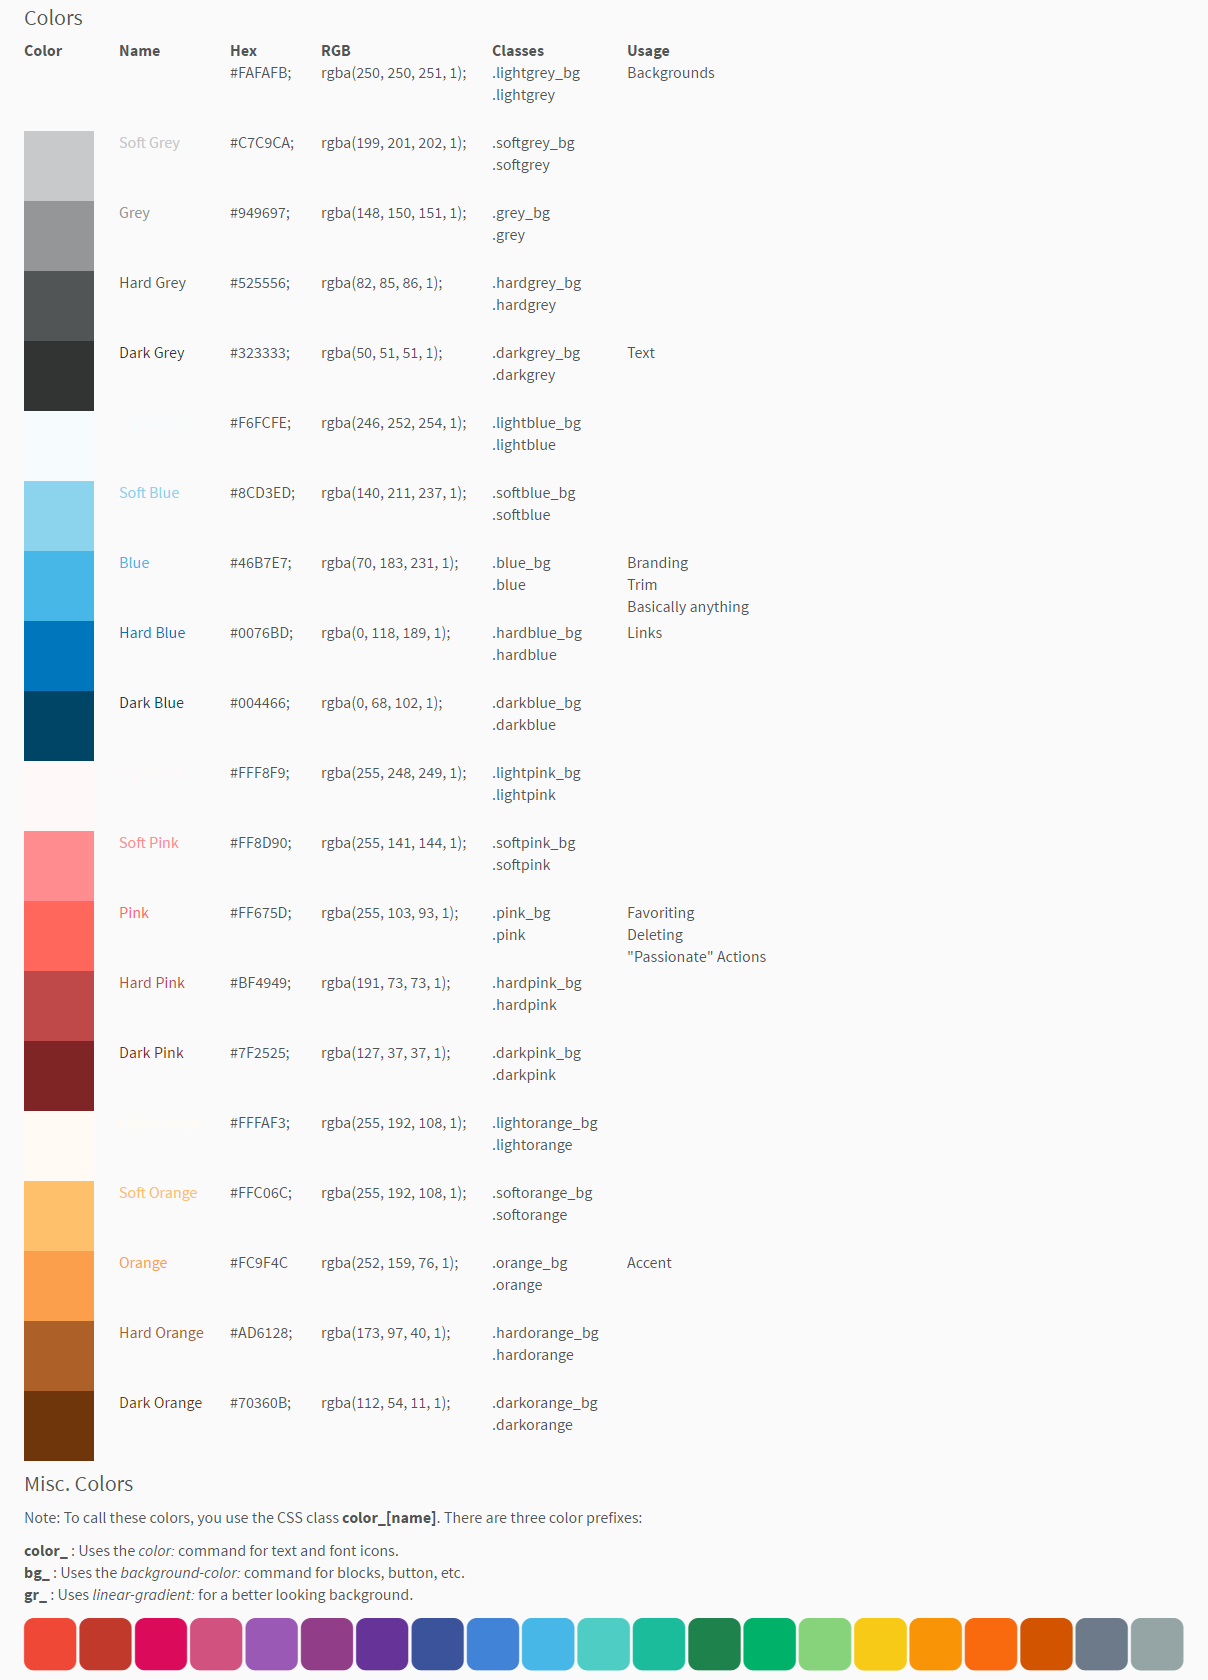 Colors
Color Name Hex RGB Classes Usage
#FAFAFB; rgba(250, 250, 251, 1); .lightgrey_bg Backgrounds
.lightgrey
Soft Grey #C7C9CA; rgba(199, 201, 202, 1); .softgrey_bg
.softgrey
Grey #949697; rgba(148, 150, 151, 1); .grey_bg
.grey
Hard Grey #525556; rgba(82, 85, 86, 1); .hardgrey_bg
.hardgrey
Dark Grey #323333; rgba(50, 51, 51, 1); .darkgrey_bg Text
.darkgrey
#F6FCFE; rgba(246, 252, 254, 1); .lightblue_bg
.lightblue
Soft Blue #8CD3ED; rgba(140, 211, 237, 1); .softblue_bg
.softblue
Blue #46B7E7; rgba(70, 183, 231, 1); .blue_bg Branding
.blue Trim
Basically anything
Hard Blue #0076BD; rgba(0, 118, 189, 1); .hardblue_bg Links
.hardblue
Dark Blue #004466; rgba(0, 68, 102, 1); .darkblue_bg
.darkblue
#FFF8F9; rgba(255, 248, 249, 1); .lightpink_bg
.lightpink
Soft Pink #FF8D90; rgba(255, 141, 144, 1); .softpink_bg
.softpink
Pink #FF675D; rgba(255, 103, 93, 1); .pink_bg Favoriting
.pink Deleting
"Passionate" Actions
Hard Pink #BF4949; rgba(191, 73, 73, 1); .hardpink_bg
.hardpink
Dark Pink #7F2525; rgba(127, 37, 37, 1); .darkpink_bg
.darkpink
#FFFAF3; rgba(255, 192, 108, 1); .lightorange_bg
.lightorange
Soft Orange #FFC06C; rgba(255, 192, 108, 1); .softorange_bg
.softorange
Orange #FC9F4C rgba(252, 159, 76, 1); .orange_bg Accent
.orange
Hard Orange #AD6128; rgba(173, 97, 40, 1); .hardorange_bg
.hardorange
Dark Orange #70360B; rgba(112, 54, 11, 1); .darkorange_bg
.darkorange
Misc. Colors
Note: To call these colors, you use the CSS class color_[name]. There are three color prefixes:
color_ : Uses the color: command for text and font icons.
bg_ : Uses the background-color: command for blocks, button, etc.
gr_ : Uses linear-gradient: for a better looking background.